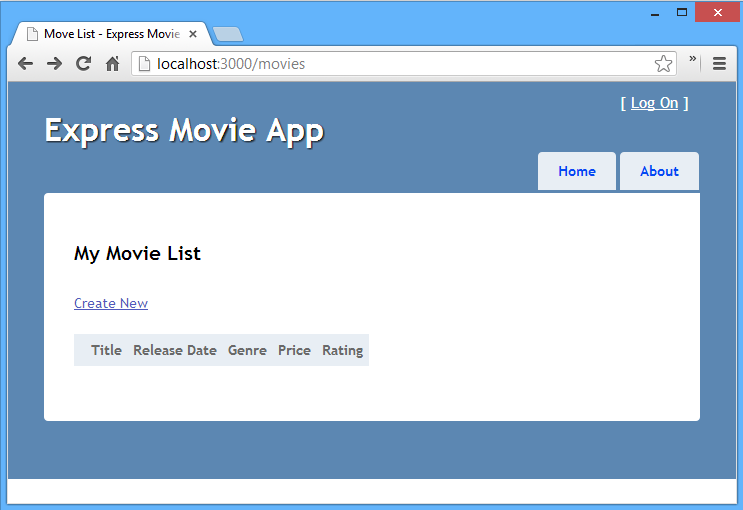 Move List - Express Movie
localhost:3000/movies
[ Log On ]
Express Movie App
Home About
My Movie List
Create New
Title Release Date Genre Price Rating